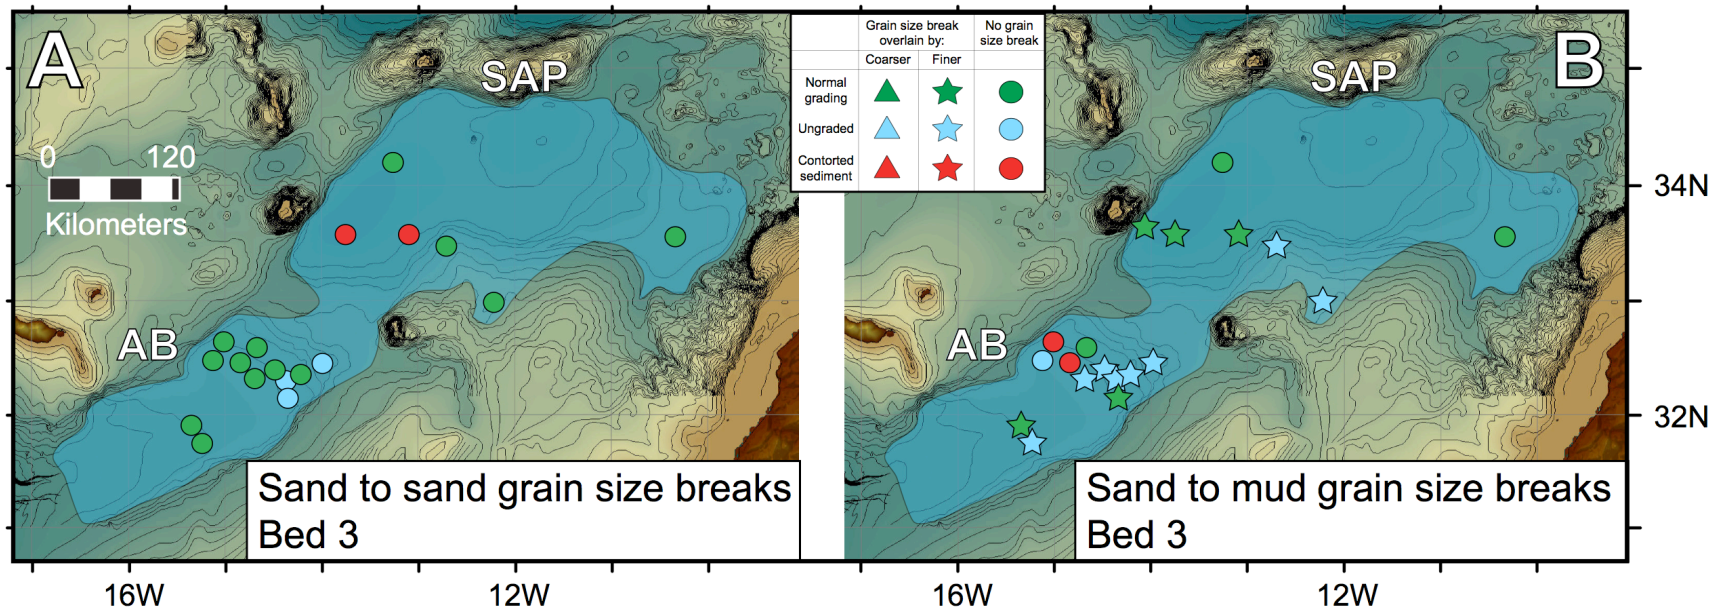 A
SAP
0 120
Kilometers
AB
Sand to sand grain size breaks
Bed 3
16W
12W
Grain size break
overlain by:
No grain
size break
Coarser
Finer
Normal
grading
Ungraded
Contorted
sediment
SAP
B
AB
Sand to mud grain size breaks
Bed 3
34N
32N
16W
12W